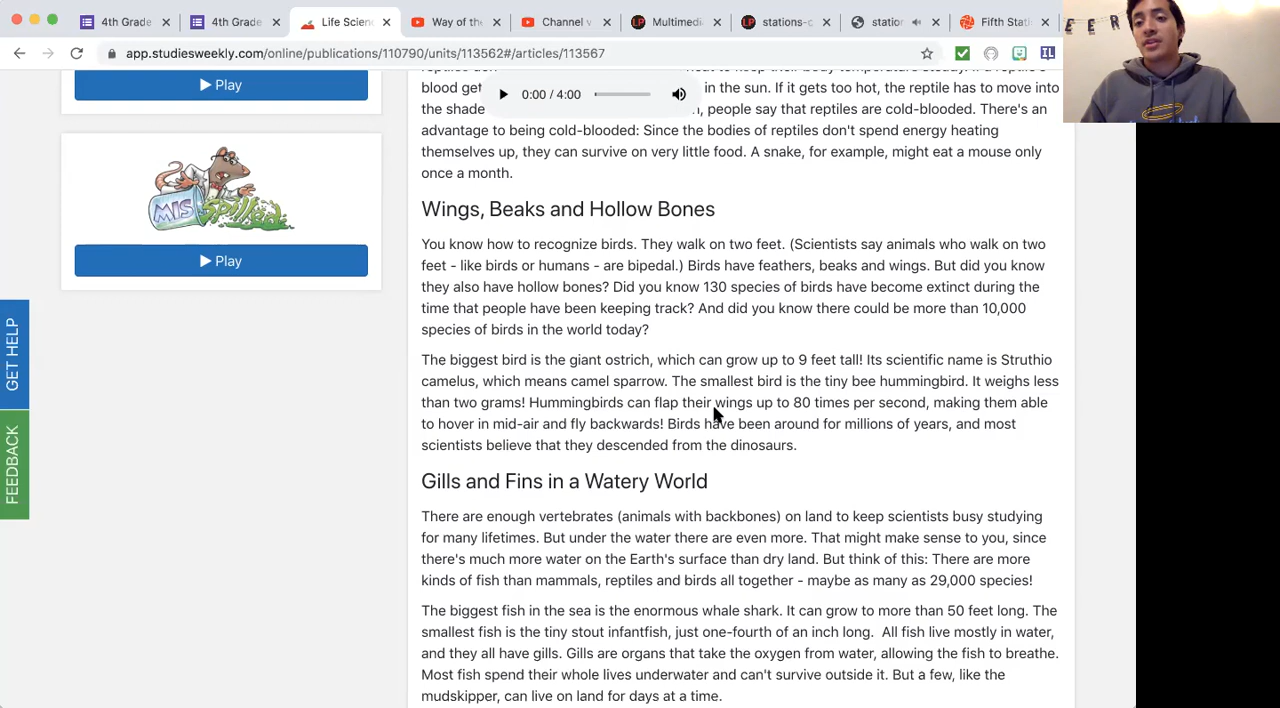 4th Grade
4th Grade
Life Scienc
Way of the
Channel v
Multimedi
stations-c
station
Fifth Stati
app.studiesweekly.com/online/publications/110790/units/113562#/articles/113567
IL
Play
MIS Spilled
Play
GET HELP
FEEDBACK
0:00 / 4:00
blood get in the sun. If it gets too hot, the reptile has to move into
the shade people say that reptiles are cold-blooded. There's an
advantage to being cold-blooded: Since the bodies of reptiles don't spend energy heating
themselves up, they can survive on very little food. A snake, for example, might eat a mouse only
once a month.
Wings, Beaks and Hollow Bones
You know how to recognize birds. They walk on two feet. (Scientists say animals who walk on two
feet - like birds or humans - are bipedal.) Birds have feathers, beaks and wings. But did you know
they also have hollow bones? Did you know 130 species of birds have become extinct during the
time that people have been keeping track? And did you know there could be more than 10,000
species of birds in the world today?
The biggest bird is the giant ostrich, which can grow up to 9 feet tall! Its scientific name is Struthio
camelus, which means camel sparrow. The smallest bird is the tiny bee hummingbird. It weighs less
than two grams! Hummingbirds can flap their wings up to 80 times per second, making them able
to hover in mid-air and fly backwards! Birds have been around for millions of years, and most
scientists believe that they descended from the dinosaurs.
Gills and Fins in a Watery World
There are enough vertebrates (animals with backbones) on land to keep scientists busy studying
for many lifetimes. But under the water there are even more. That might make sense to you, since
there's much more water on the Earth's surface than dry land. But think of this: There are more
kinds of fish than mammals, reptiles and birds all together - maybe as many as 29,000 species!
The biggest fish in the sea is the enormous whale shark. It can grow to more than 50 feet long. The
smallest fish is the tiny stout infantfish, just one-fourth of an inch long. All fish live mostly in water,
and they all have gills. Gills are organs that take the oxygen from water, allowing the fish to breathe.
Most fish spend their whole lives underwater and can't survive outside it. But a few, like the
mudskipper, can live on land for days at a time.